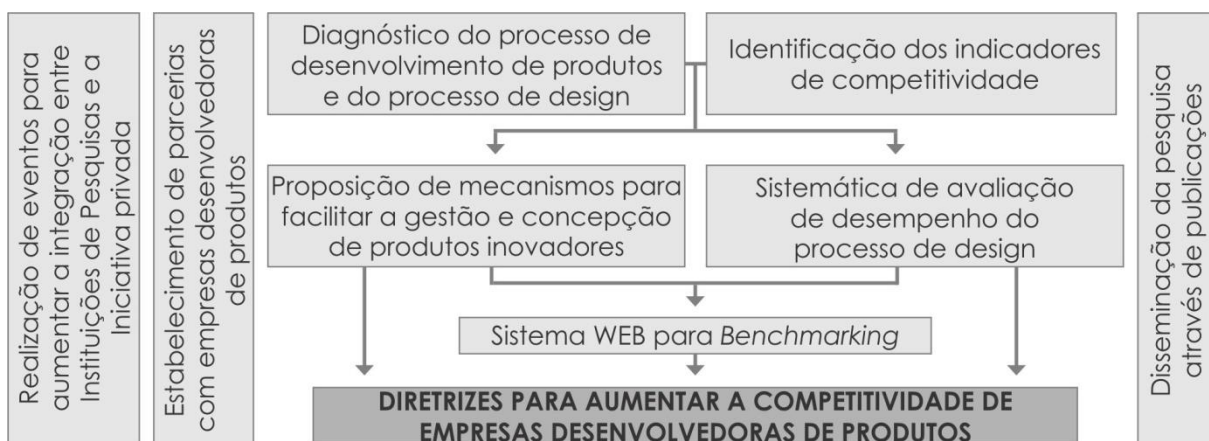 Realização de eventos para
aumentar a integração entre
Instituições de Pesquisas e a
Iniciativa privada
Estabelecimento de parcerias
com empresas desenvolvedoras
de produtos
Diagnóstico do processo de
desenvolvimento de produtos
e do processo de design
Identificação dos indicadores
de competitividade
Proposição de mecanismos para
facilitar a gestão e concepção
de produtos inovadores
Sistemática de avaliação
de desempenho do
processo de design
Sistema WEB para Benchmarking
DIRETRIZES PARA AUMENTAR A COMPETITIVIDADE DE
EMPRESAS DESENVOLVEDORAS DE PRODUTOS
Disseminação da pesquisa
através de publicações